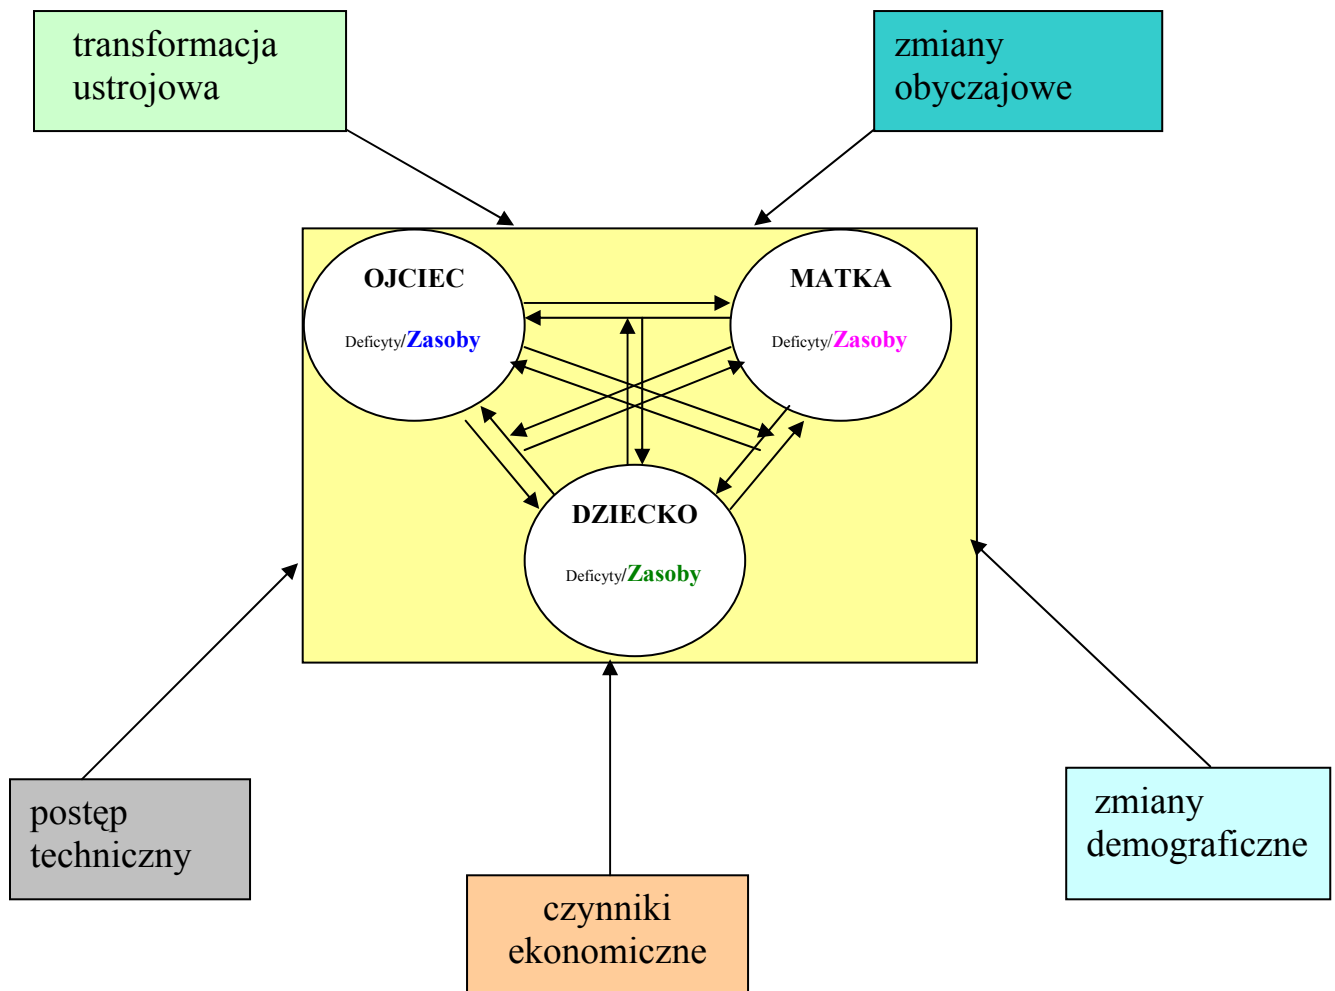 transformacja
ustrojowa
zmiany
obyczajowe
OJCIEC
Deficyty/Zasoby
MATKA
Deficyty/Zasoby
DZIECKO
Deficyty/Zasoby
postęp
techniczny
czynniki
ekonomiczne
zmiany
demograficzne